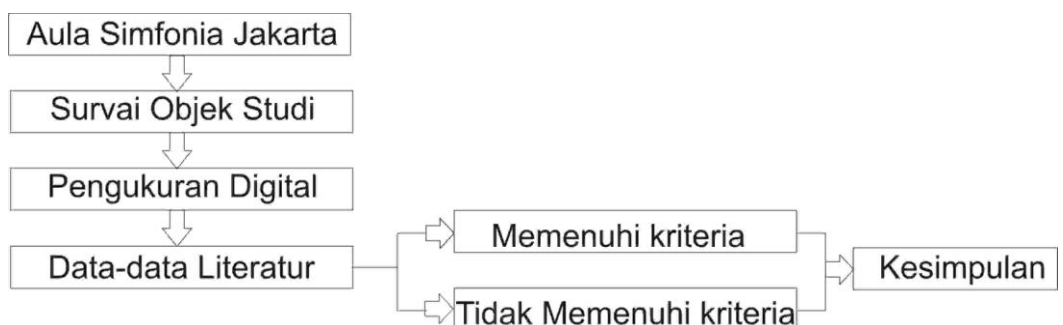 Aula Simfonia Jakarta
Survai Objek Studi
Pengukuran Digital
Data-data Literatur
Memenuhi kriteria
Tidak Memenuhi kriteria
Kesimpulan